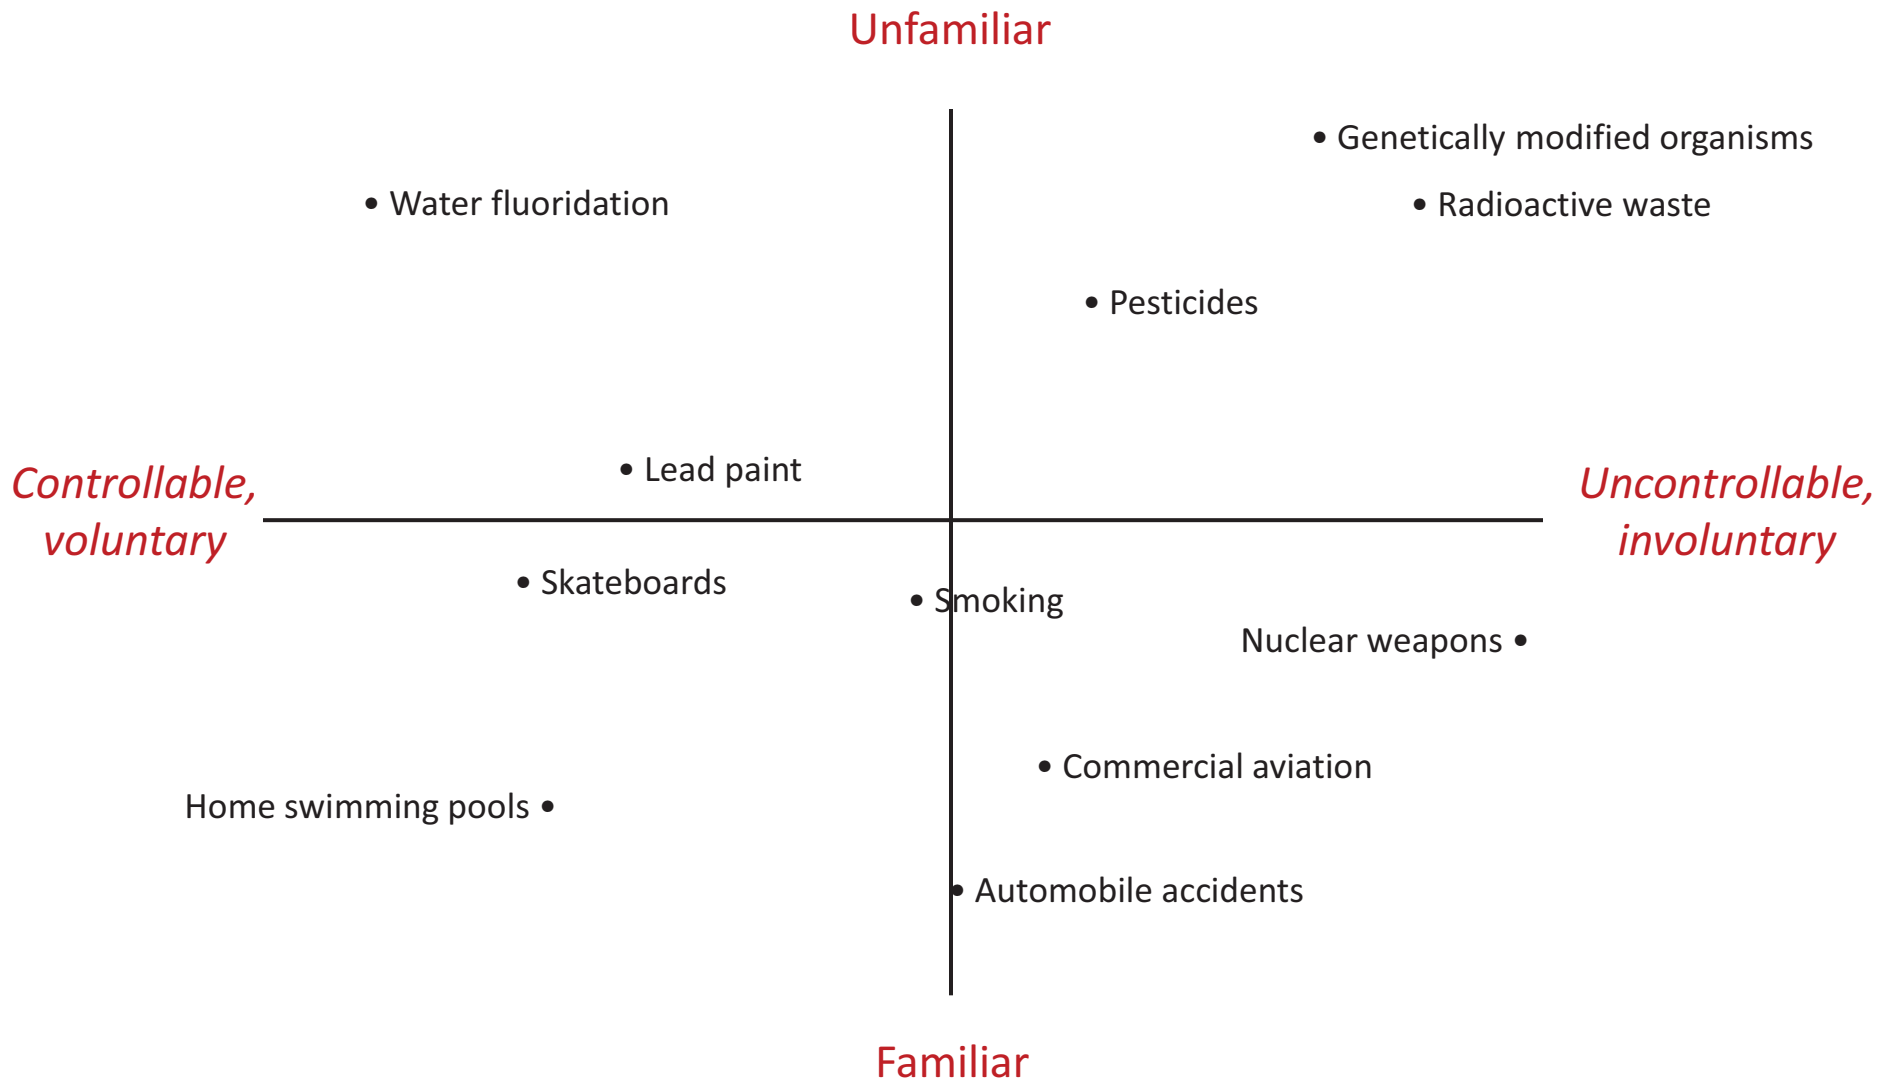 Unfamiliar
• Genetically modified organisms
• Water fluoridation
• Radioactive waste
• Pesticides
• Lead paint
Controllable,
voluntary
Uncontrollable,
involuntary
• Skateboards
• Smoking
Nuclear weapons •
• Commercial aviation
Home swimming pools •
• Automobile accidents
Familiar